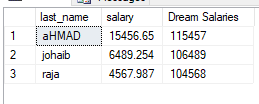 last_name salary Dream Salaries
1 aHMAD 15456.65 115457
2 johaib 6489.254 106489
3 raja 4567.987 104568